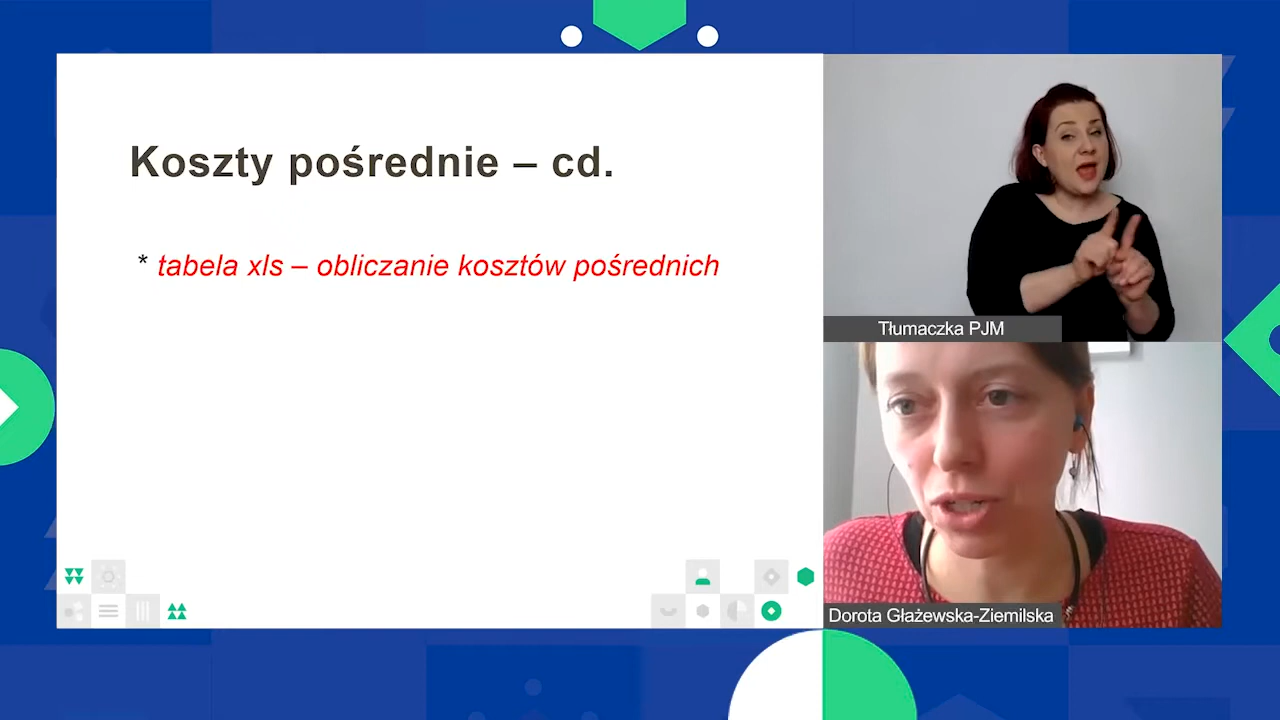 Koszty pośrednie – cd.
* tabela xls – obliczanie kosztów pośrednich
Tłumaczka PJM
Dorota Głażewska-Ziemilska